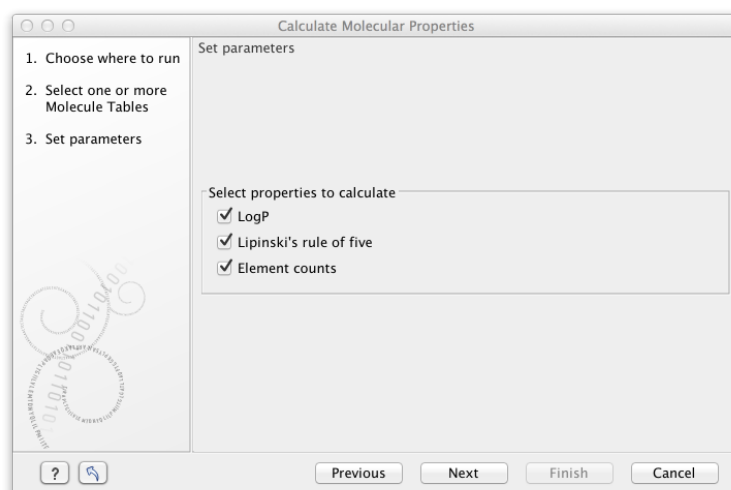 Calculate Molecular Properties
1. Choose where to run
2. Select one or more
Molecule Tables
3. Set parameters
Set parameters
Select properties to calculate
LogP
Lipinski's rule of five
Element counts
?
Previous
Next
Finish
Cancel